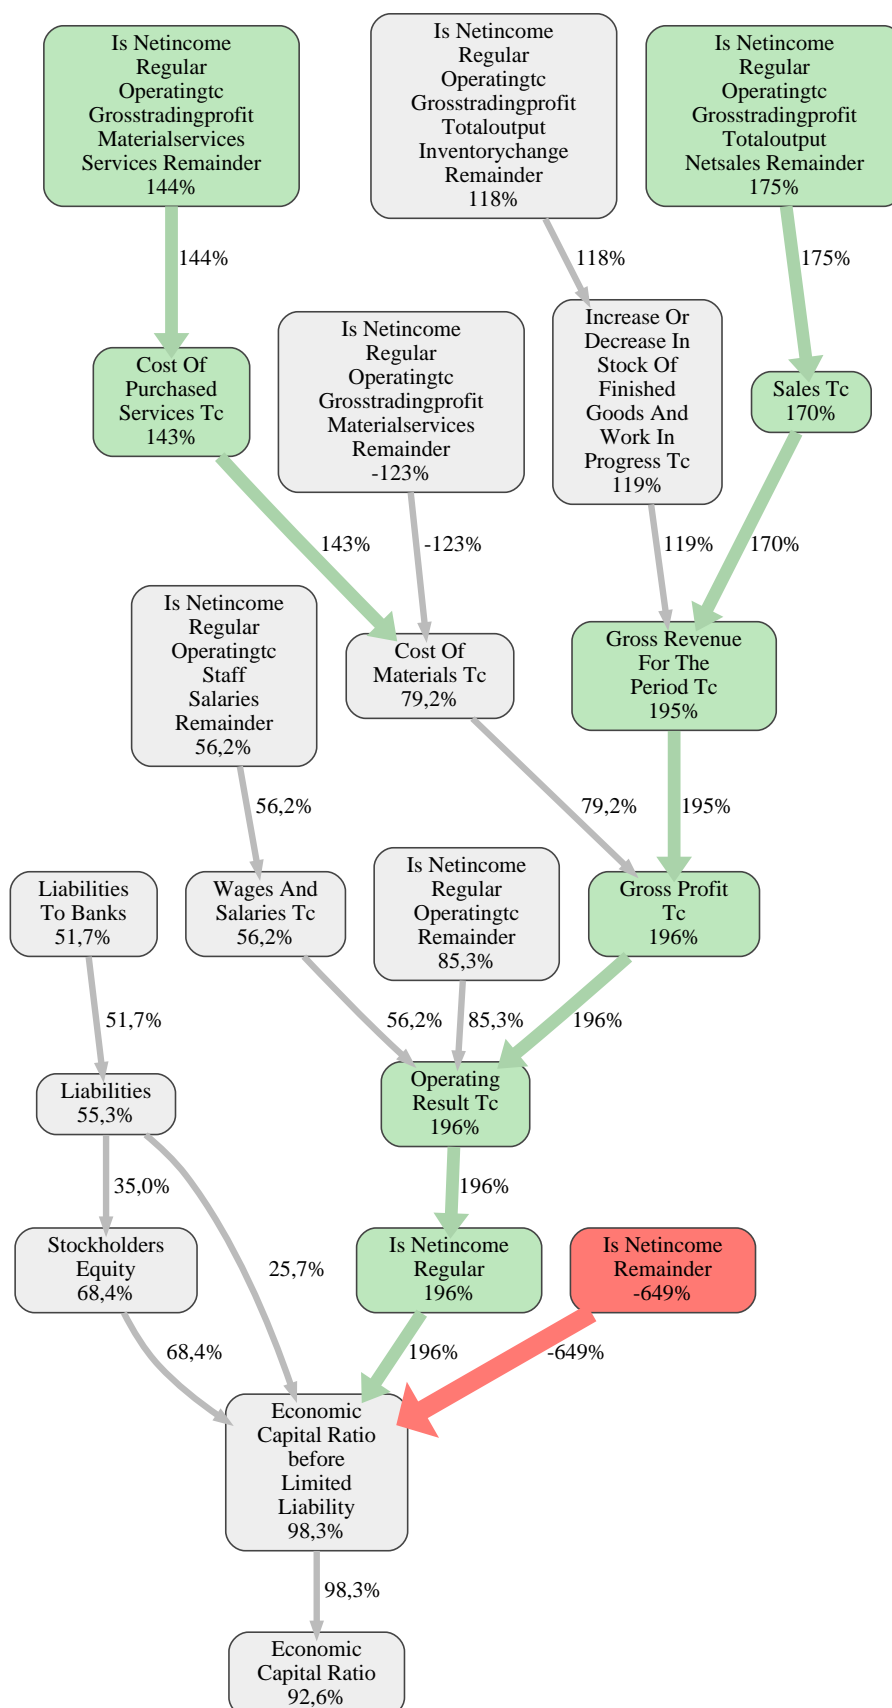 Is Netincome
Regular
Operatingtc
Grosstradingprofit
Materialservices
Services Remainder
144%
Is Netincome
Regular
Operatingtc
Grosstradingprofit
Totaloutput
Inventorychange
Remainder
118%
Is Netincome
Regular
Operatingtc
Grosstradingprofit
Totaloutput
Netsales Remainder
175%
144%
118%
175%
Is Netincome
Regular
Operatingtc
Grosstradingprofit
Materialservices
Remainder
-123%
Increase Or
Decrease In
Stock Of
Finished
Goods And
Work In
Progress Tc
119%
Cost Of
Purchased
Services Tc
143%
Sales Tc
170%
143%
-123%
119%
170%
Is Netincome
Regular
Operatingtc
Staff
Salaries
Remainder
56,2%
Cost Of
Materials Tc
79,2%
Gross Revenue
For The
Period Tc
195%
56,2%
79,2%
195%
Liabilities
To Banks
51,7%
Wages And
Salaries Tc
56,2%
Is Netincome
Regular
Operatingtc
Remainder
85,3%
Gross Profit
Tc
196%
51,7%
56,2%
85,3%
196%
Liabilities
55,3%
Operating
Result Tc
196%
35,0%
196%
Stockholders
Equity
68,4%
25,7%
Is Netincome
Regular
196%
Is Netincome
Remainder
-649%
68,4%
196%
-649%
Economic
Capital Ratio
before
Limited
Liability
98,3%
98,3%
Economic
Capital Ratio
92,6%